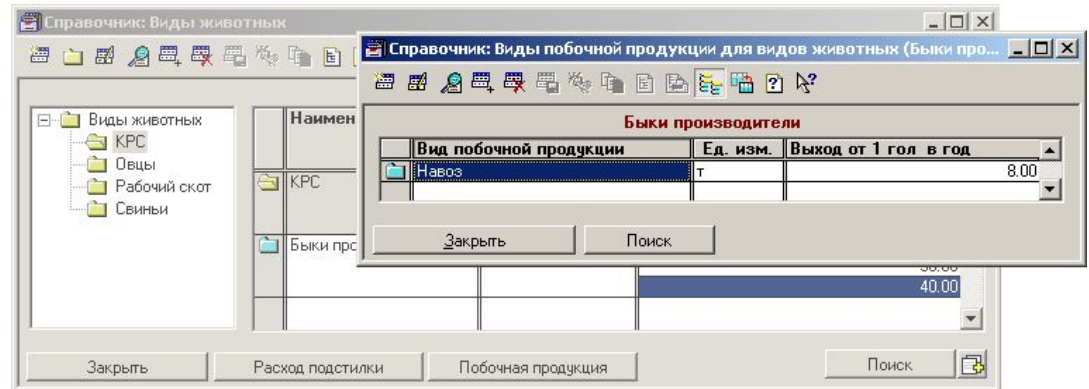 Справочник: Виды животных
Справочник: Виды побочной продукции для видов животных (Быки про...
Быки производители
Вид побочной продукции Ед. изм. Выход от 1 гол в год
Навоз т 8.00
Закрыть Поиск
Виды животных
КРС
Овцы
Рабочий скот
Свиньи
Наимен
КРС
Быки про
40.00
Закрыть Расход подстилки Побочная продукция Поиск